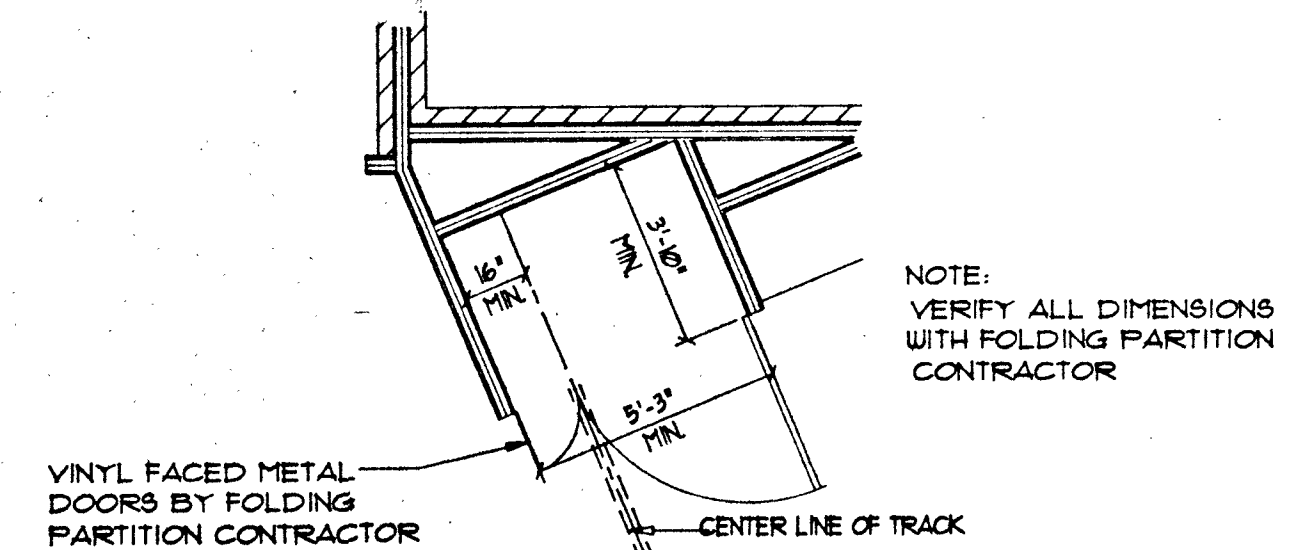 16"
MIN.
3'-10"
MIN.
5'-3"
MIN.
NOTE:
VERIFY ALL DIMENSIONS
WITH FOLDING PARTITION
CONTRACTOR
VINYL FACED METAL
DOORS BY FOLDING
PARTITION CONTRACTOR
CENTER LINE OF TRACK